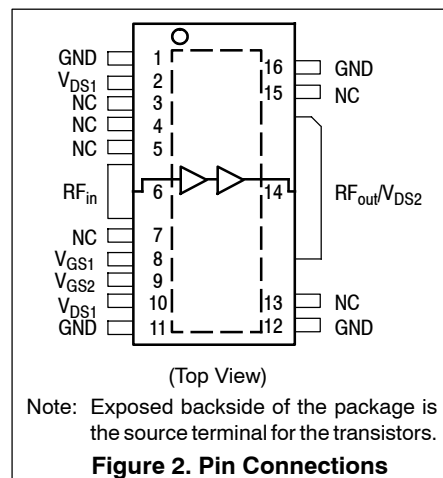 GND 1 16 GND
VDS1 2 15 NC
NC 3
NC 4
NC 5
RFin 6 14 RFout/VDS2
NC 7
VGS1 8
VGS2 9
VDS1 10 13 NC
GND 11 12 GND
(Top View)
Note: Exposed backside of the package is
the source terminal for the transistors.
Figure 2. Pin Connections